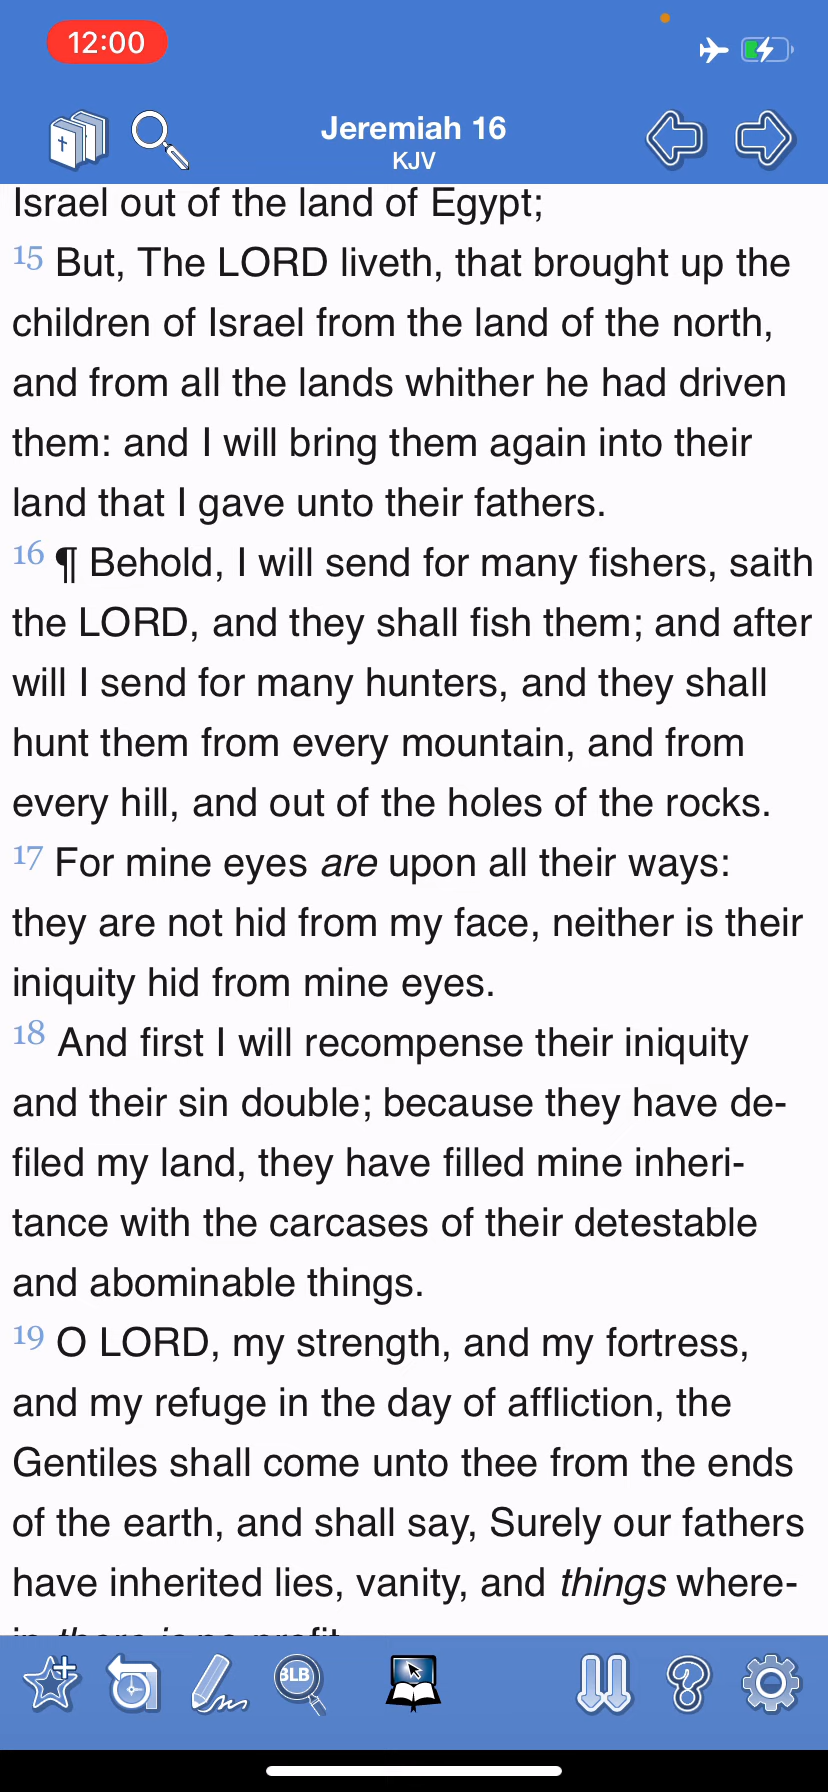 12:00
Jeremiah 16
KJV
Israel out of the land of Egypt;
15 But, The LORD liveth, that brought up the
children of Israel from the land of the north,
and from all the lands whither he had driven
them: and I will bring them again into their
land that I gave unto their fathers.
16 ¶ Behold, I will send for many fishers, saith
the LORD, and they shall fish them; and after
will I send for many hunters, and they shall
hunt them from every mountain, and from
every hill, and out of the holes of the rocks.
17 For mine eyes are upon all their ways:
they are not hid from my face, neither is their
iniquity hid from mine eyes.
18 And first I will recompense their iniquity
and their sin double; because they have de-
filed my land, they have filled mine inheri-
tance with the carcases of their detestable
and abominable things.
19 O LORD, my strength, and my fortress,
and my refuge in the day of affliction, the
Gentiles shall come unto thee from the ends
of the earth, and shall say, Surely our fathers
have inherited lies, vanity, and things where-
in there is no profit
BLB